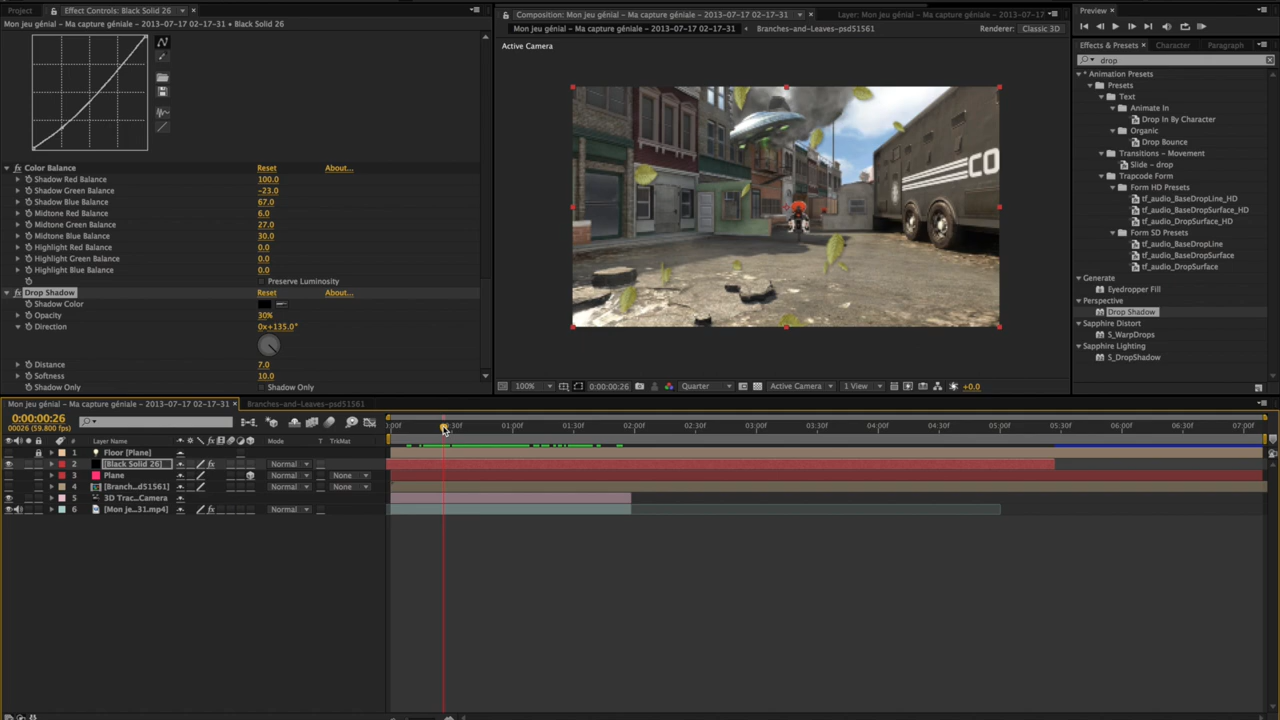 Project
Effect Controls: Black Solid 26
Mon jeu génial – Ma capture géniale – 2013-07-17 02-17-31 • Black Solid 26
Color Balance Reset About...
Shadow Red Balance 100.0
Shadow Green Balance -23.0
Shadow Blue Balance 67.0
Midtone Red Balance 6.0
Midtone Green Balance 27.0
Midtone Blue Balance 30.0
Highlight Red Balance 0.0
Highlight Green Balance 0.0
Highlight Blue Balance 0.0
Preserve Luminosity
Drop Shadow Reset About...
Shadow Color
Opacity 30%
Direction 0x+135.0°
Distance 7.0
Softness 10.0
Shadow Only Shadow Only
Composition: Mon jeu génial – Ma capture géniale – 2013-07-17 02-17-31
Layer: Mon jeu génial – Ma capture géniale – 2013-07-17
Mon jeu génial – Ma capture géniale – 2013-07-17 02-17-31
Branches-and-Leaves-psd51561
Renderer: Classic 3D
Active Camera
CO
100% 0:00:00:26 Quarter Active Camera 1 View +0.0
Preview
Effects & Presets Character Paragraph
drop
* Animation Presets
Presets
Text
Animate In
Drop In By Character
Organic
Drop Bounce
Transitions – Movement
Slide – drop
Trapcode Form
Form HD Presets
tf_audio_BaseDropLine_HD
tf_audio_BaseDropSurface_HD
tf_audio_DropSurface_HD
Form SD Presets
tf_audio_BaseDropLine
tf_audio_BaseDropSurface
tf_audio_DropSurface
Generate
Eyedropper Fill
Perspective
Drop Shadow
Sapphire Distort
S_WarpDrops
Sapphire Lighting
S_DropShadow
Mon jeu génial – Ma capture géniale – 2013-07-17 02-17-31
Branches-and-Leaves-psd51561
0:00:00:26
00026 (59.800 fps)
# Layer Name Mode T TrkMat
1 Floor [Plane]
2 [Black Solid 26] Normal
3 Plane Normal None
4 [Branch...d51561] Normal None
5 3D Trac...Camera
6 [Mon je...31.mp4] Normal
:00f 00:30f 01:00f 01:30f 02:00f 02:30f 03:00f 03:30f 04:00f 04:30f 05:00f 05:30f 06:00f 06:30f 07:00f